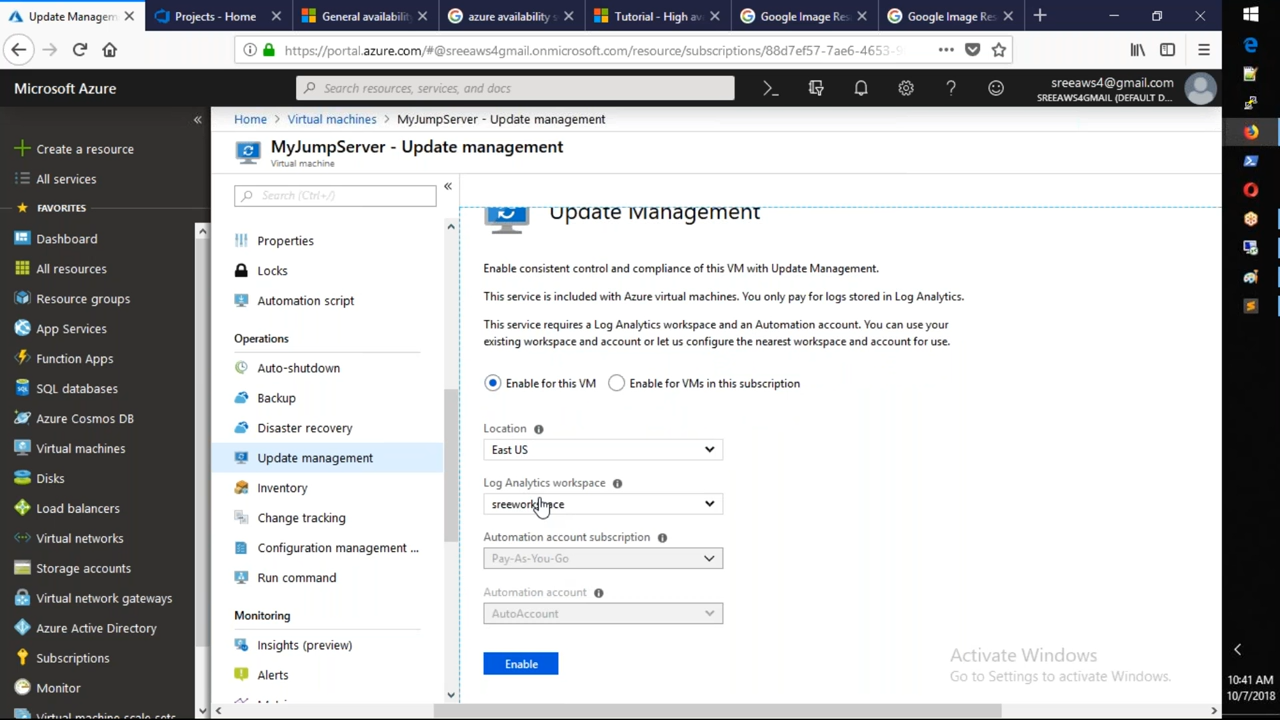 Update Managem
Projects - Home
General availabilit
azure availability s
Tutorial - High av
Google Image Res
Google Image Res
https://portal.azure.com/#@sreeaws4gmail.onmicrosoft.com/resource/subscriptions/88d7ef57-7ae6-4653-9
Microsoft Azure
Search resources, services, and docs
sreeaws4@gmail.com
SREEAWS4GMAIL (DEFAULT D...
Home > Virtual machines > MyJumpServer - Update management
MyJumpServer - Update management
Virtual machine
Create a resource
All services
FAVORITES
Dashboard
All resources
Resource groups
App Services
Function Apps
SQL databases
Azure Cosmos DB
Virtual machines
Disks
Load balancers
Virtual networks
Storage accounts
Virtual network gateways
Azure Active Directory
Subscriptions
Monitor
Virtual machine scale sets
Search (Ctrl+/)
Properties
Locks
Automation script
Operations
Auto-shutdown
Backup
Disaster recovery
Update management
Inventory
Change tracking
Configuration management ...
Run command
Monitoring
Insights (preview)
Alerts
Update Management
Enable consistent control and compliance of this VM with Update Management.
This service is included with Azure virtual machines. You only pay for logs stored in Log Analytics.
This service requires a Log Analytics workspace and an Automation account. You can use your
existing workspace and account or let us configure the nearest workspace and account for use.
Enable for this VM
Enable for VMs in this subscription
Location
East US
Log Analytics workspace
sreeworkspace
Automation account subscription
Pay-As-You-Go
Automation account
AutoAccount
Enable
Activate Windows
Go to Settings to activate Windows.
10:41 AM
10/7/2018